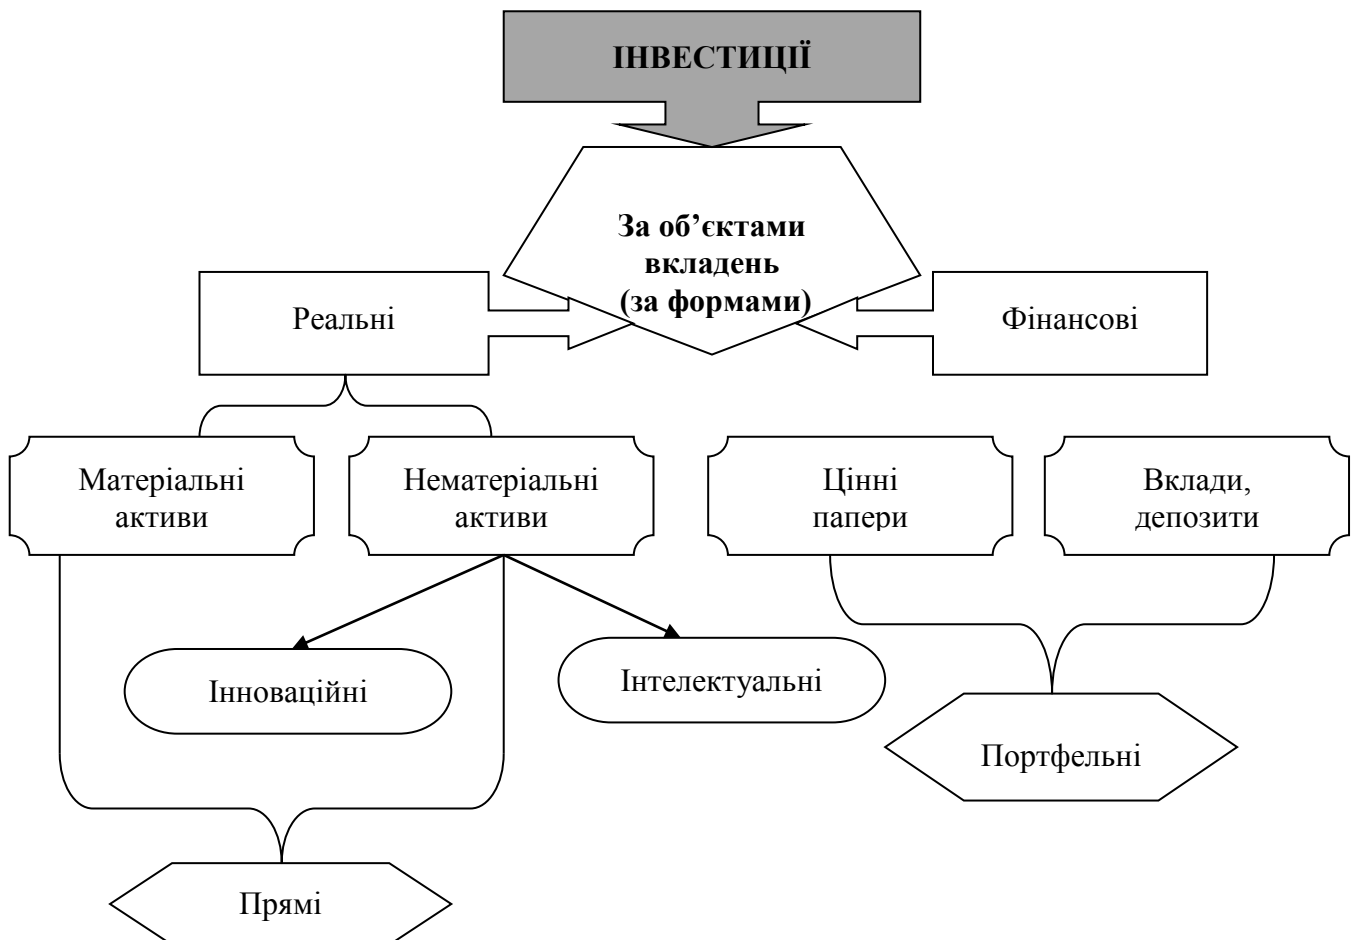 ІНВЕСТИЦІЇ
За об’єктами
вкладень
(за формами)
Реальні
Фінансові
Матеріальні
активи
Нематеріальні
активи
Цінні
папери
Вклади,
депозити
Інноваційні
Інтелектуальні
Портфельні
Прямі